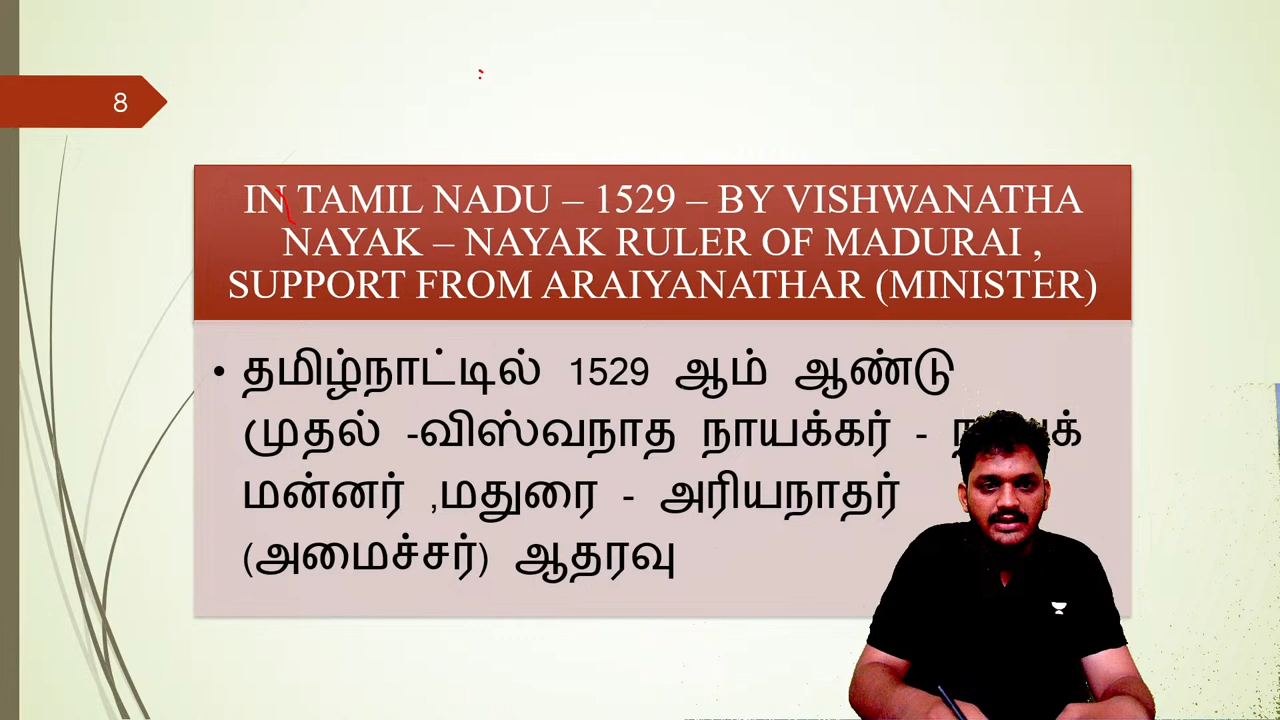 8
IN TAMIL NADU – 1529 – BY VISHWANATHA
NAYAK – NAYAK RULER OF MADURAI ,
SUPPORT FROM ARAIYANATHAR (MINISTER)
• தமிழ்நாட்டில் 1529 ஆம் ஆண்டு
முதல் -விஸ்வநாத நாயக்கர் -
மன்னர் ,மதுரை - அரியநாதர்
(அமைச்சர்) ஆதரவு